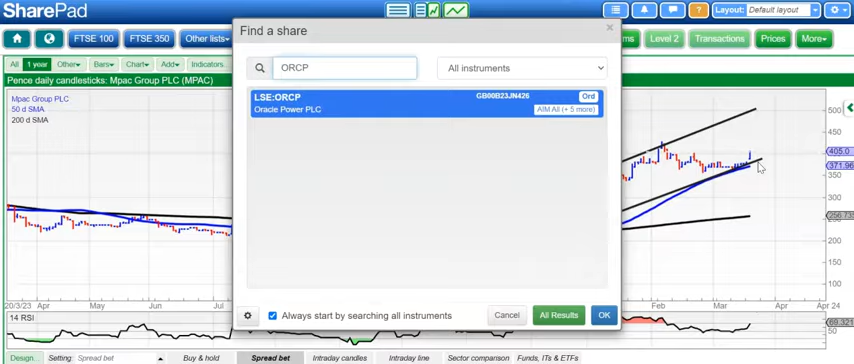 SharePad
Layout: Default layout
FTSE 100
FTSE 350
Other lists
ms
Level 2
Transactions
Prices
More
All
1 year
Other
Bars
Chart
Add
Indicators
Pence daily candlesticks: Mpac Group PLC (MPAC)
Mpac Group PLC
50 d SMA
200 d SMA
Find a share
×
ORCP
All instruments
LSE:ORCP
GB00B23JN426
Ord
Oracle Power PLC
AIM All (+ 5 more)
Always start by searching all instruments
Cancel
All Results
OK
500
450
405.0
371.96
350
300
256.735
200
150
100
20/3/23
Apr
May
Jun
Jul
Feb
Mar
Apr 24
14 RSI
69.321
50
Design...
Setting:
Spread bet
Buy & hold
Spread bet
Intraday candles
Intraday line
Sector comparison
Funds, ITs & ETFs